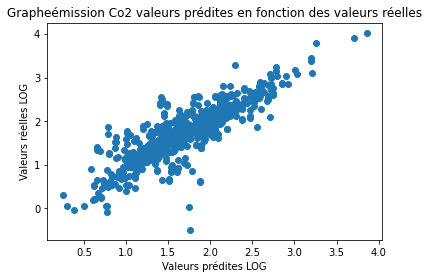 Grapheémission Co2 valeurs prédites en fonction des valeurs réelles
Valeurs réelles LOG
4
3
2
1
0
0.5 1.0 1.5 2.0 2.5 3.0 3.5 4.0
Valeurs prédites LOG